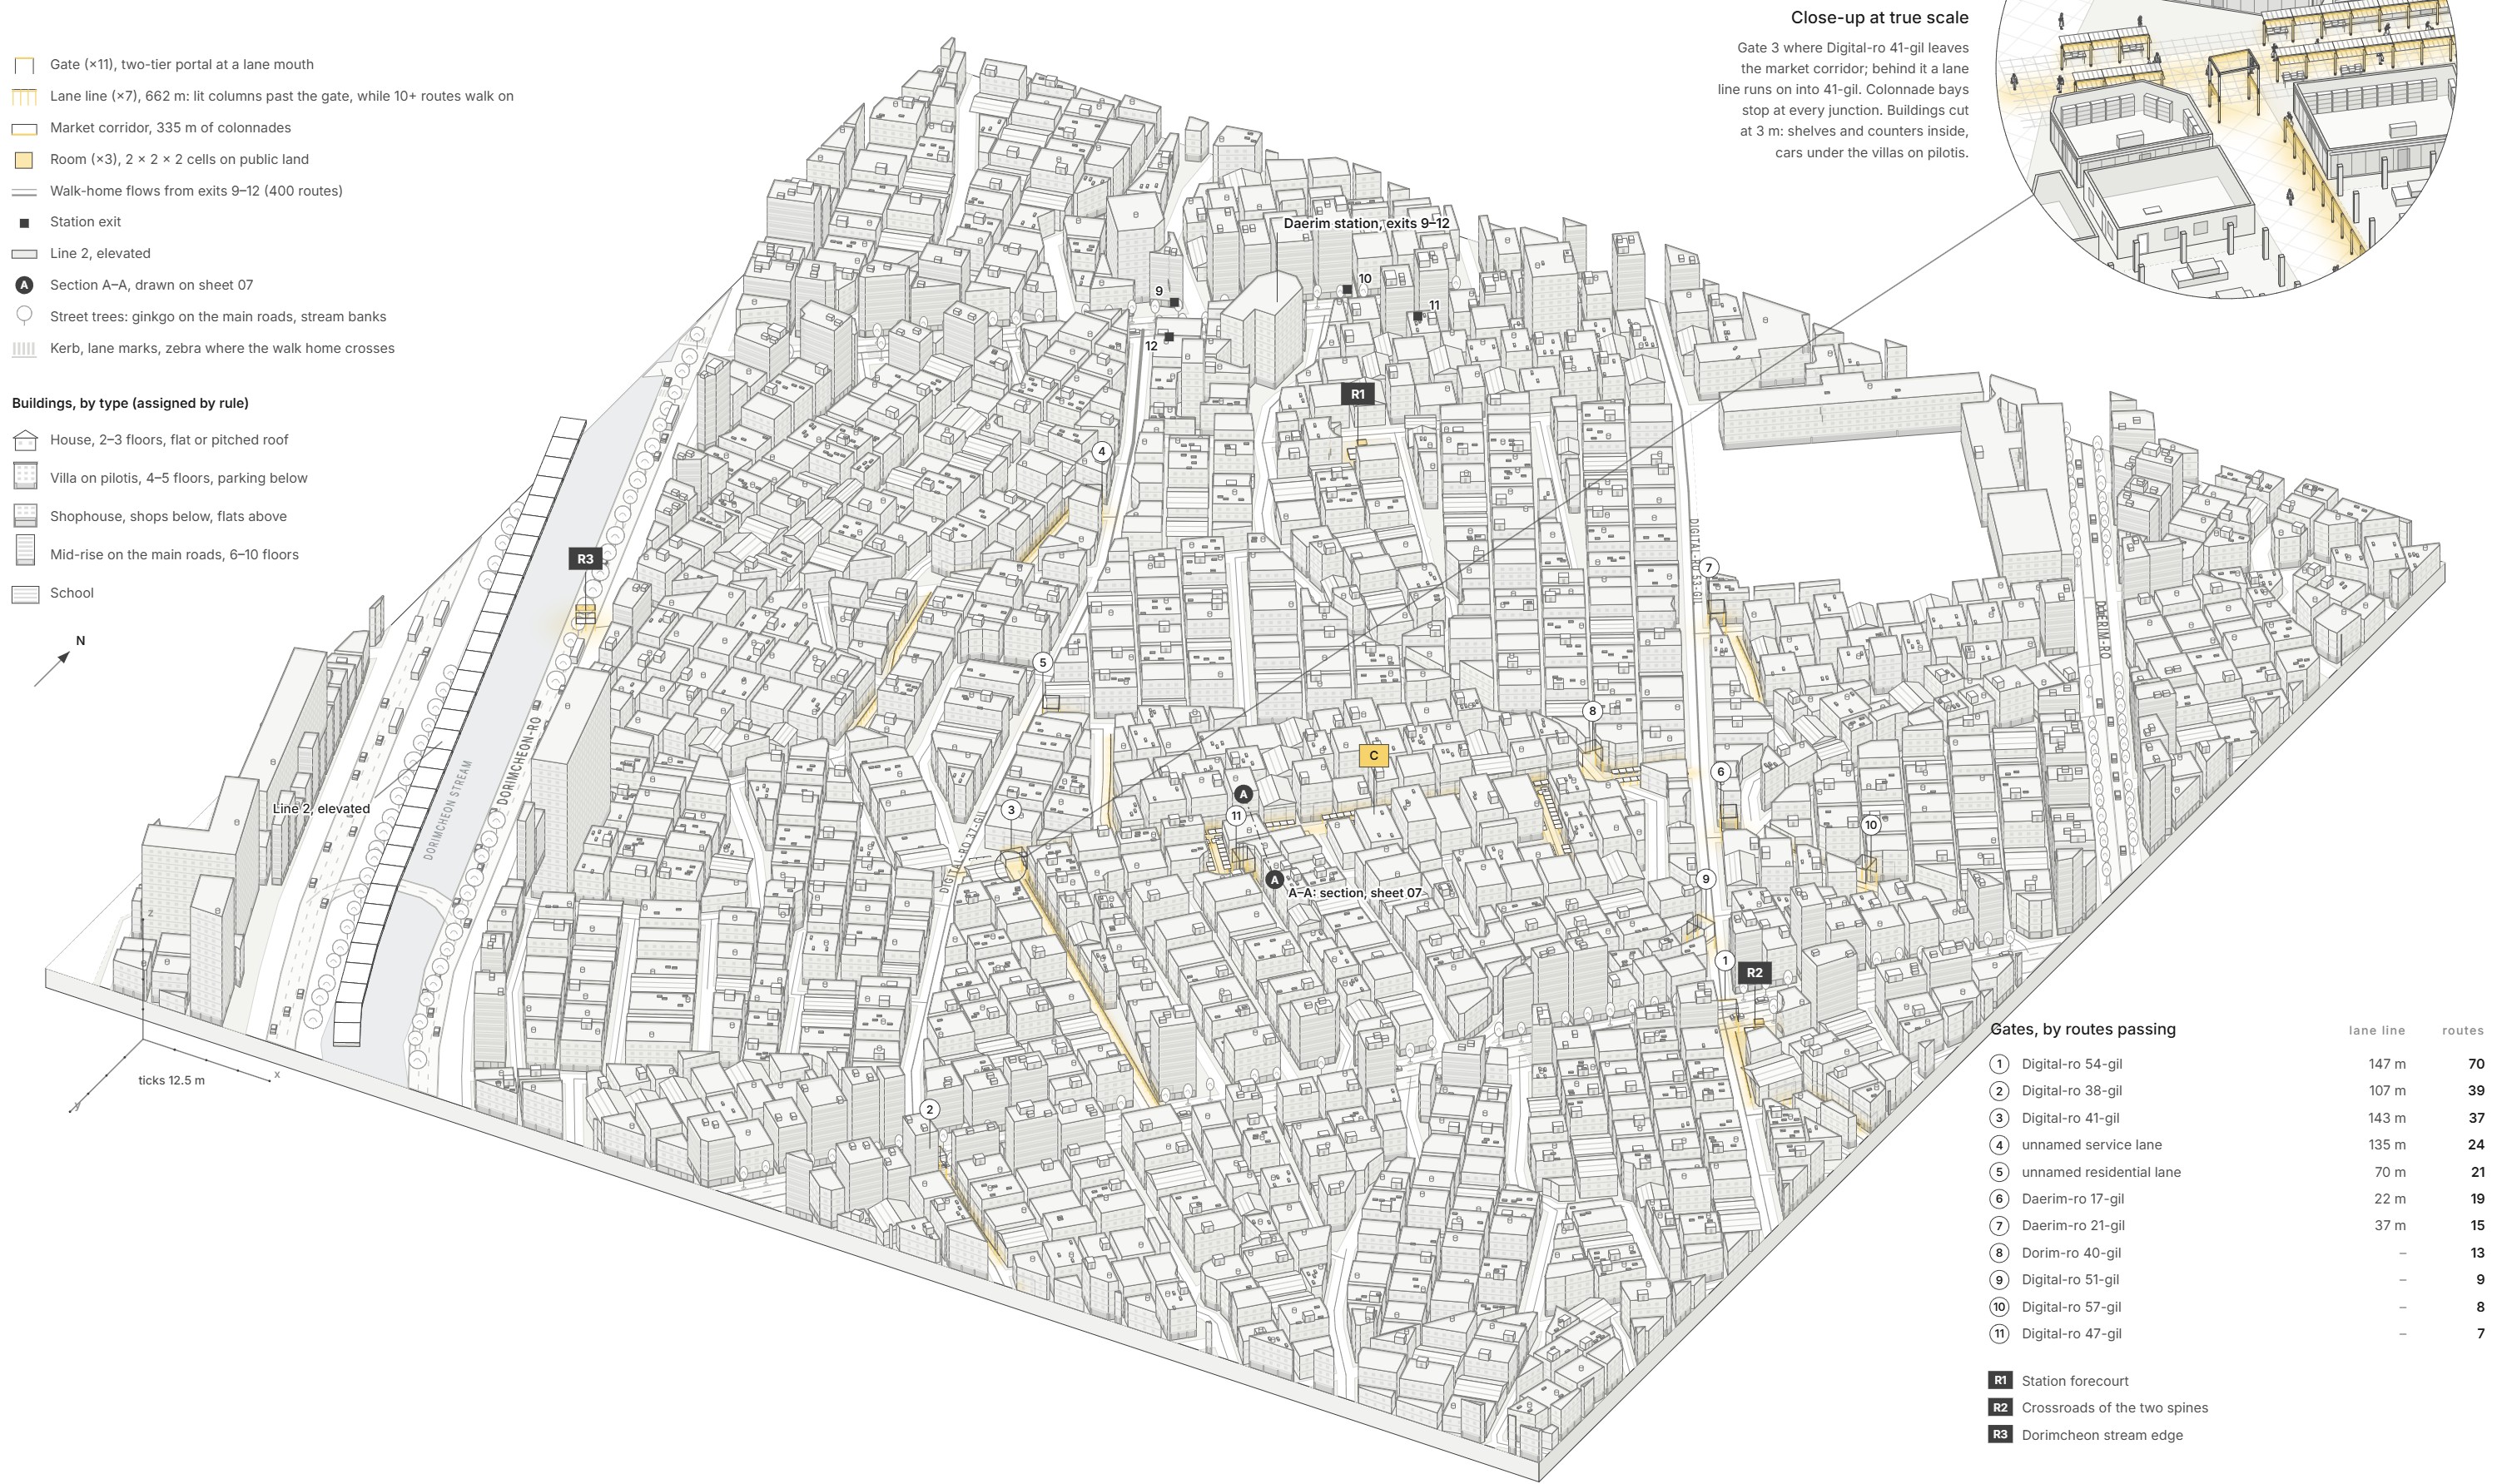 Gate (×11), two-tier portal at a lane mouth
Lane line (×7), 662 m: lit columns past the gate, while 10+ routes walk on
Market corridor, 335 m of colonnades
Room (×3), 2 × 2 × 2 cells on public land
Walk-home flows from exits 9–12 (400 routes)
Station exit
Line 2, elevated
A Section A–A, drawn on sheet 07
Street trees: ginkgo on the main roads, stream banks
Kerb, lane marks, zebra where the walk home crosses
Buildings, by type (assigned by rule)
House, 2–3 floors, flat or pitched roof
Villa on pilotis, 4–5 floors, parking below
Shophouse, shops below, flats above
Mid-rise on the main roads, 6–10 floors
School
N
Close-up at true scale
Gate 3 where Digital-ro 41-gil leaves
the market corridor; behind it a lane
line runs on into 41-gil. Colonnade bays
stop at every junction. Buildings cut
at 3 m: shelves and counters inside,
cars under the villas on pilotis.
Daerim station, exits 9–12
9
10
11
12
R1
4
R3
DIGITAL-RO 53-GIL
7
DAERIM-RO
5
8
C
6
DORIMCHEON-RO
DORIMCHEON STREAM
Line 2, elevated
A
3
11
10
DIGITAL-RO 37-GIL
A
A–A: section, sheet 07
9
1
R2
2
z
x
y
ticks 12.5 m
Gates, by routes passing lane line routes
1 Digital-ro 54-gil 147 m 70
2 Digital-ro 38-gil 107 m 39
3 Digital-ro 41-gil 143 m 37
4 unnamed service lane 135 m 24
5 unnamed residential lane 70 m 21
6 Daerim-ro 17-gil 22 m 19
7 Daerim-ro 21-gil 37 m 15
8 Dorim-ro 40-gil – 13
9 Digital-ro 51-gil – 9
10 Digital-ro 57-gil – 8
11 Digital-ro 47-gil – 7
R1 Station forecourt
R2 Crossroads of the two spines
R3 Dorimcheon stream edge